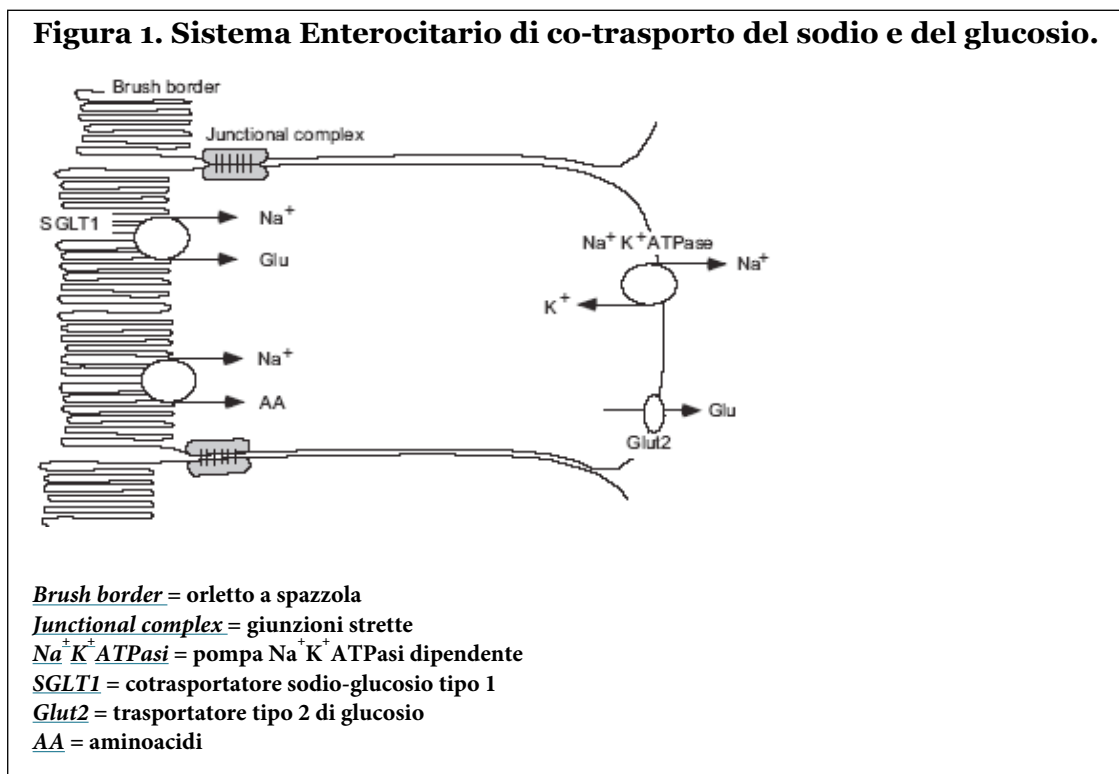 Figura 1. Sistema Enterocitario di co-trasporto del sodio e del glucosio.
Brush border
Junctional complex
SGLT1
Na⁺
Glu
Na⁺ K⁺ATPase
Na⁺
K⁺
Na⁺
AA
Glu
Glut2
Brush border = orletto a spazzola
Junctional complex = giunzioni strette
Na⁺K⁺ATPasi = pompa Na⁺K⁺ATPasi dipendente
SGLT1 = cotrasportatore sodio-glucosio tipo 1
Glut2 = trasportatore tipo 2 di glucosio
AA = aminoacidi